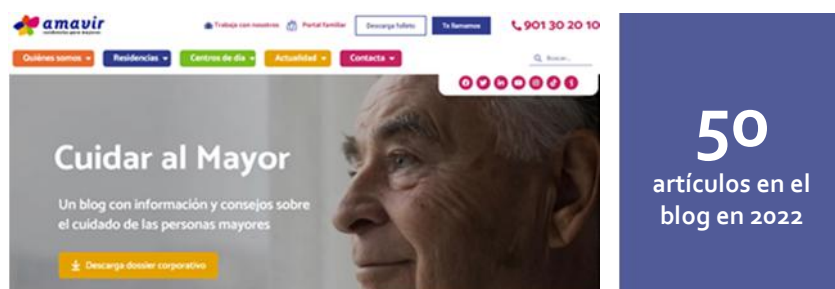 amavir
residencias para mayores
Trabaja con nosotros
Portal Familiar
Descarga folleto
Te llamamos
901 30 20 10
Quiénes somos
Residencias
Centros de día
Actualidad
Contacta
Buscar...
Cuidar al Mayor
Un blog con información y consejos sobre
el cuidado de las personas mayores
Descarga dossier corporativo
50
artículos en el
blog en 2022